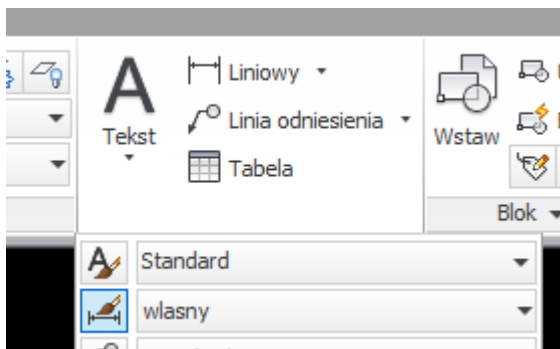 Liniowy
Linia odniesienia
Tekst
Tabela
Wstaw
Blok
Standard
wlasny